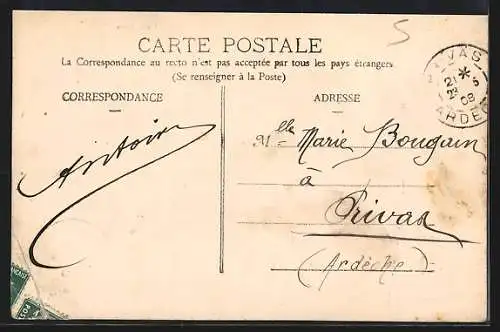 5
CARTE POSTALE
La Correspondance au recto n'est pas acceptée par tous les pays étrangers
(Se renseigner à la Poste)
CORRESPONDANCE
ADRESSE
Antoine
Mlle Marie Bougain
à
Privas
(Ardèche)